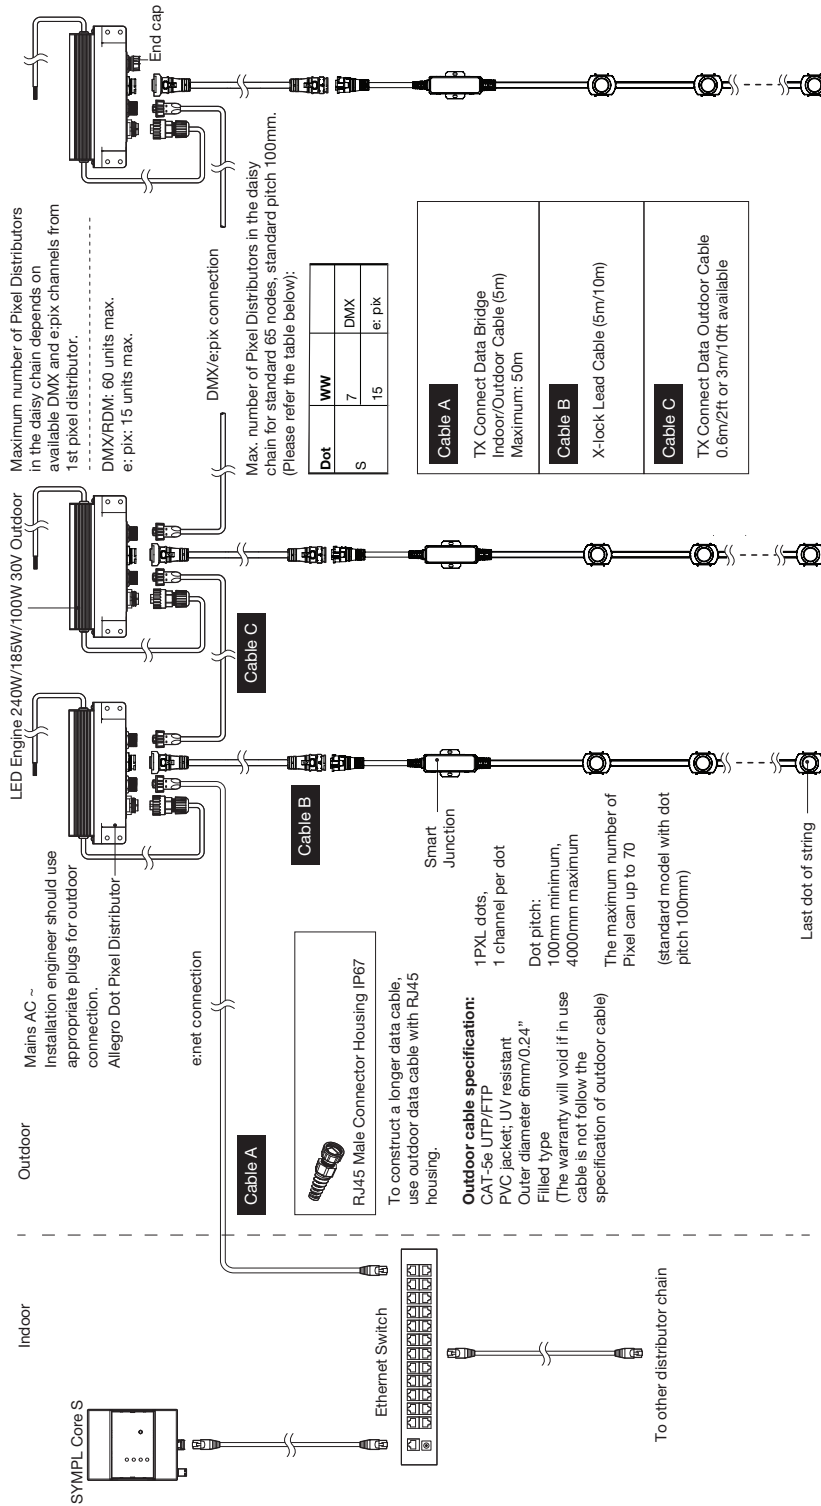 Indoor
Outdoor
SYMPL Core S
Ethernet Switch
To other distributor chain
Mains AC ~
Installation engineer should use
appropriate plugs for outdoor
connection.
Allegro Dot Pixel Distributor
LED Engine 240W/185W/100W 30V Outdoor
e:net connection
Cable A
RJ45 Male Connector Housing IP67
To construct a longer data cable,
use outdoor data cable with RJ45
housing.
Outdoor cable specification:
CAT-5e UTP/FTP
PVC jacket; UV resistant
Outer diameter 6mm/0.24”
Filled type
(The warranty will void if in use
cable is not follow the
specification of outdoor cable)
Cable B
Cable C
Smart
Junction
1PXL dots,
1 channel per dot
Dot pitch:
100mm minimum,
4000mm maximum
The maximum number of
Pixel can up to 70
(standard model with dot
pitch 100mm)
Last dot of string
Maximum number of Pixel Distributors
in the daisy chain depends on
available DMX and e:pix channels from
1st pixel distributor.
DMX/RDM: 60 units max.
e: pix: 15 units max.
DMX/e:pix connection
End cap
Max. number of Pixel Distributors in the daisy
chain for standard 65 nodes, standard pitch 100mm.
(Please refer the table below):
Dot WW
S 7 DMX
15 e: pix
Cable A
TX Connect Data Bridge
Indoor/Outdoor Cable (5m)
Maximum: 50m
Cable B
X-lock Lead Cable (5m/10m)
Cable C
TX Connect Data Outdoor Cable
0.6m/2ft or 3m/10ft available